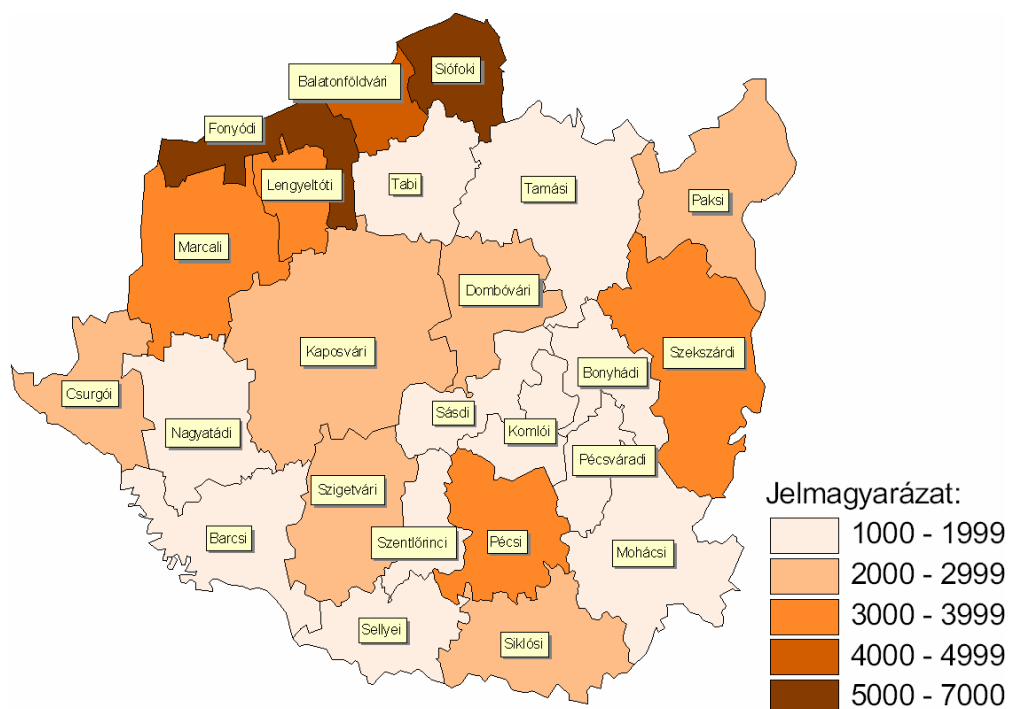 Siófoki
Balatonföldvári
Fonyódi
Lengyeltóti
Tabi
Tamási
Paksi
Marcali
Dombóvári
Kaposvári
Szekszárdi
Bonyhádi
Csurgói
Sásdi
Komlói
Nagyatádi
Pécsváradi
Szigetvári
Barcsi
Szentlőrinci
Pécsi
Mohácsi
Sellyei
Siklósi
Jelmagyarázat:
1000 - 1999
2000 - 2999
3000 - 3999
4000 - 4999
5000 - 7000